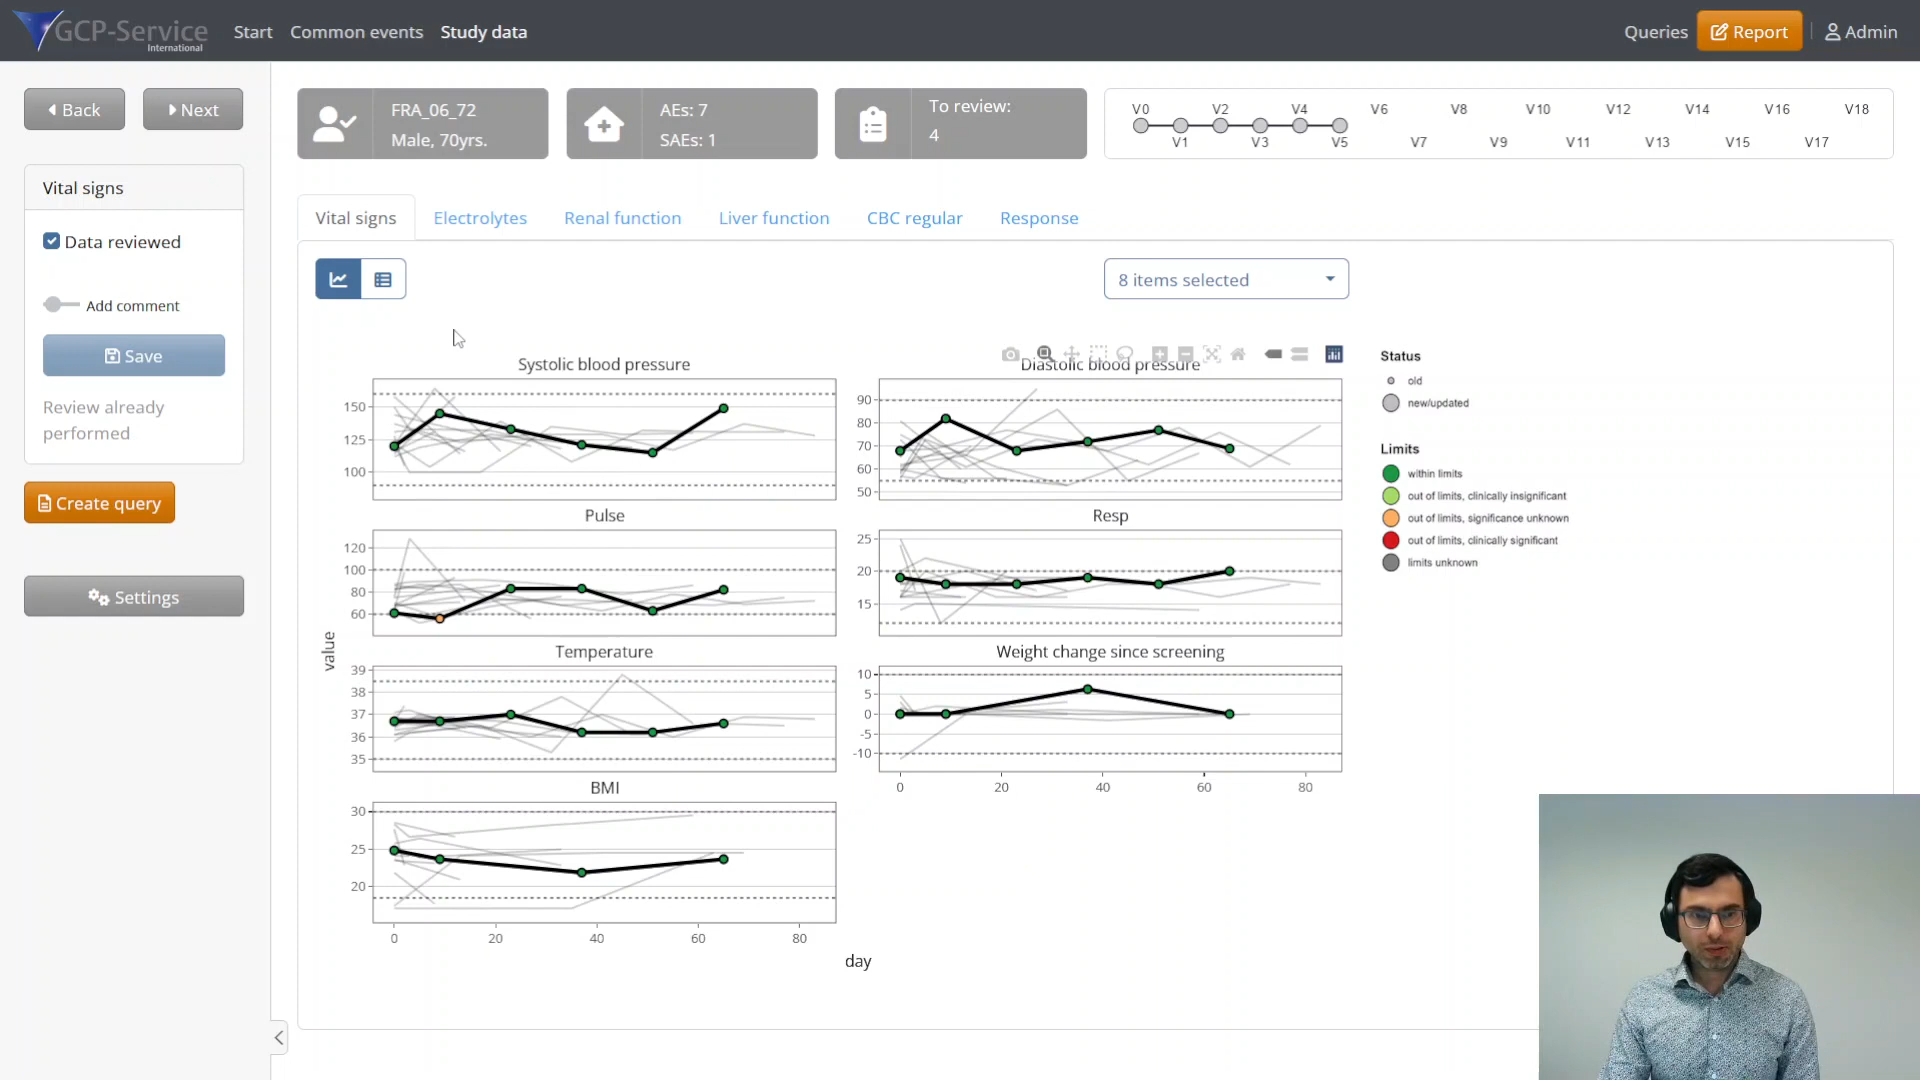 GCP-Service
International
Start
Common events
Study data
Queries
Report
Admin
Back
Next
Vital signs
Data reviewed
Add comment
Save
Review already
performed
Create query
Settings
FRA_06_72
Male, 70yrs.
AEs: 7
SAEs: 1
To review:
4
V0 V2 V4 V6 V8 V10 V12 V14 V16 V18
V1 V3 V5 V7 V9 V11 V13 V15 V17
Vital signs
Electrolytes
Renal function
Liver function
CBC regular
Response
8 items selected
Systolic blood pressure
150
125
100
Diastolic blood pressure
90
80
70
60
50
Pulse
120
100
80
60
Resp
25
20
15
value
Temperature
39
38
37
36
35
Weight change since screening
10
5
0
-5
-10
0 20 40 60 80
BMI
30
25
20
0 20 40 60 80
day
Status
old
new/updated
Limits
within limits
out of limits, clinically insignificant
out of limits, significance unknown
out of limits, clinically significant
limits unknown